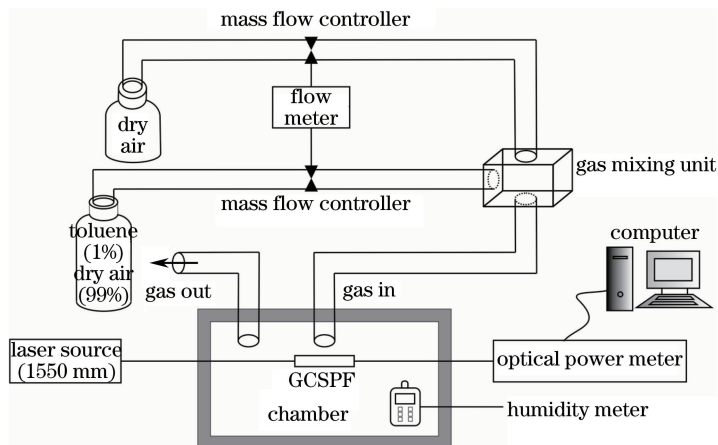 mass flow controller
flow
meter
dry
air
gas mixing unit
mass flow controller
toluene
(1%)
dry air
(99%)
computer
gas out
gas in
laser source
(1550 mm)
optical power meter
GCSPF
chamber
humidity meter